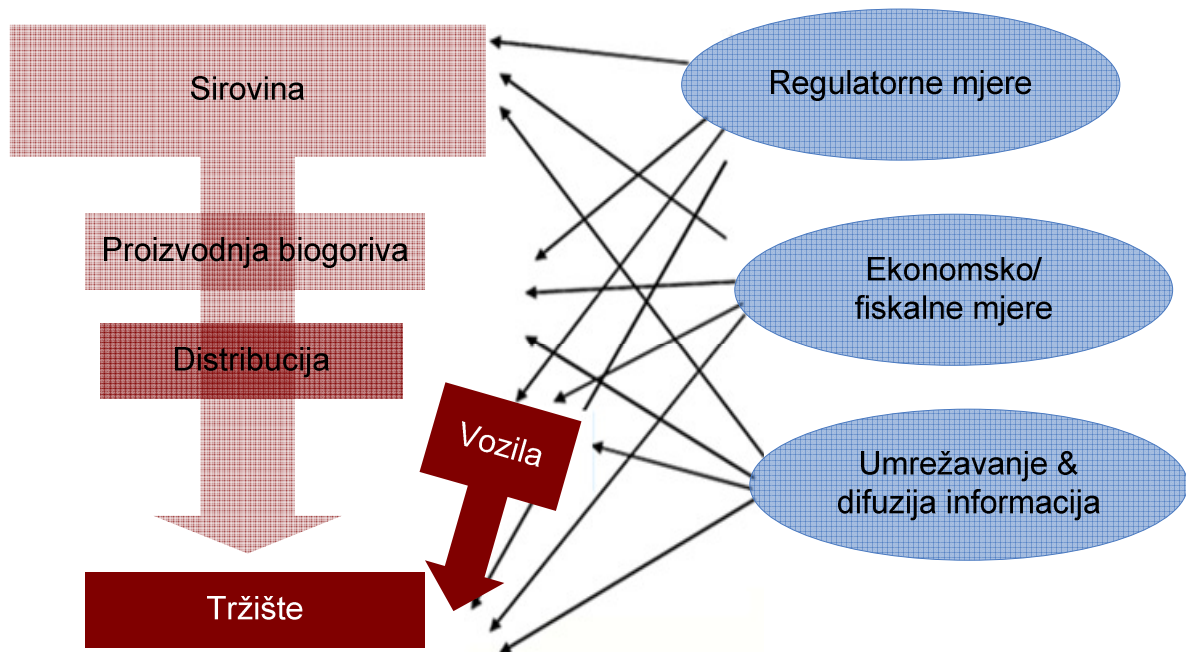 Sirovina
Proizvodnja biogoriva
Distribucija
Vozila
Tržište
Regulatorne mjere
Ekonomsko/
fiskalne mjere
Umrežavanje &
difuzija informacija